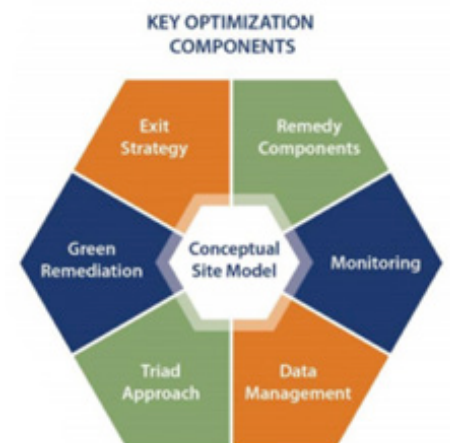 KEY OPTIMIZATION
COMPONENTS
Exit
Strategy
Remedy
Components
Green
Remediation
Conceptual
Site Model
Monitoring
Triad
Approach
Data
Management